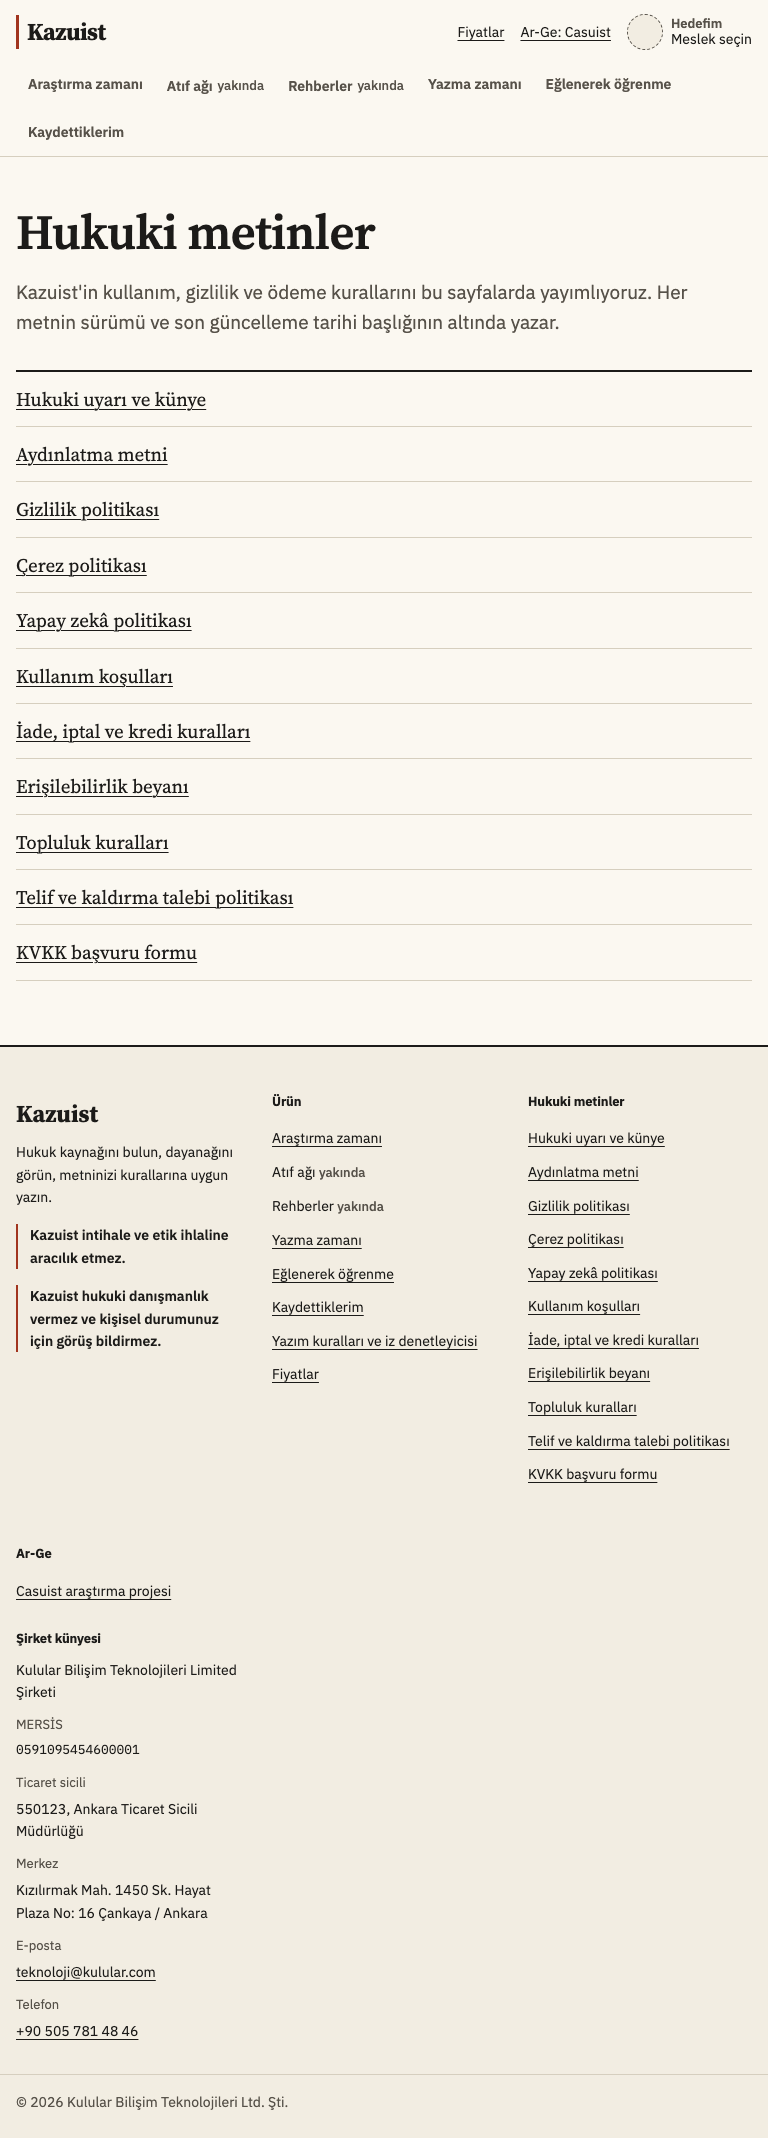 Kazuist
Fiyatlar
Ar-Ge: Casuist
Hedefim
Meslek seçin
Araştırma zamanı
Atıf ağı yakında
Rehberler yakında
Yazma zamanı
Eğlenerek öğrenme
Kaydettiklerim
Hukuki metinler
Kazuist'in kullanım, gizlilik ve ödeme kurallarını bu sayfalarda yayımlıyoruz. Her
metnin sürümü ve son güncelleme tarihi başlığının altında yazar.
Hukuki uyarı ve künye
Aydınlatma metni
Gizlilik politikası
Çerez politikası
Yapay zekâ politikası
Kullanım koşulları
İade, iptal ve kredi kuralları
Erişilebilirlik beyanı
Topluluk kuralları
Telif ve kaldırma talebi politikası
KVKK başvuru formu
Kazuist
Hukuk kaynağını bulun, dayanağını
görün, metninizi kurallarına uygun
yazın.
Kazuist intihale ve etik ihlaline
aracılık etmez.
Kazuist hukuki danışmanlık
vermez ve kişisel durumunuz
için görüş bildirmez.
Ürün
Araştırma zamanı
Atıf ağı yakında
Rehberler yakında
Yazma zamanı
Eğlenerek öğrenme
Kaydettiklerim
Yazım kuralları ve iz denetleyicisi
Fiyatlar
Hukuki metinler
Hukuki uyarı ve künye
Aydınlatma metni
Gizlilik politikası
Çerez politikası
Yapay zekâ politikası
Kullanım koşulları
İade, iptal ve kredi kuralları
Erişilebilirlik beyanı
Topluluk kuralları
Telif ve kaldırma talebi politikası
KVKK başvuru formu
Ar-Ge
Casuist araştırma projesi
Şirket künyesi
Kulular Bilişim Teknolojileri Limited
Şirketi
MERSİS
0591095454600001
Ticaret sicili
550123, Ankara Ticaret Sicili
Müdürlüğü
Merkez
Kızılırmak Mah. 1450 Sk. Hayat
Plaza No: 16 Çankaya / Ankara
E-posta
teknoloji@kulular.com
Telefon
+90 505 781 48 46
© 2026 Kulular Bilişim Teknolojileri Ltd. Şti.